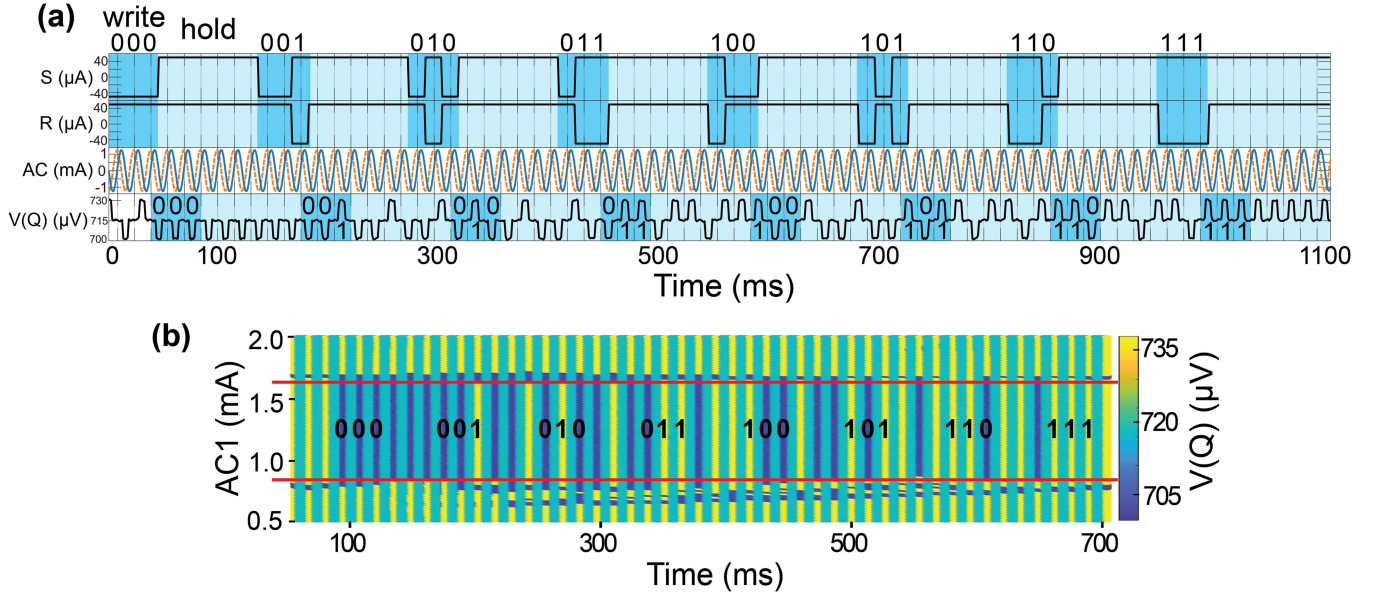 (a)
write
hold
000 001 010 011 100 101 110 111
S (μA) 40 0 -40
R (μA) 40 0 -40
AC (mA) 1 0 -1
V(Q) (μV) 730 715 700
000 00 1 0 1 0 0 11 1 00 1 0 1 11 0 111
0 100 300 500 700 900 1100
Time (ms)
(b)
AC1 (mA)
2.0
1.5
1.0
0.5
000 001 010 011 100 101 110 111
100 300 500 700
Time (ms)
735
720
705
V(Q) (μV)